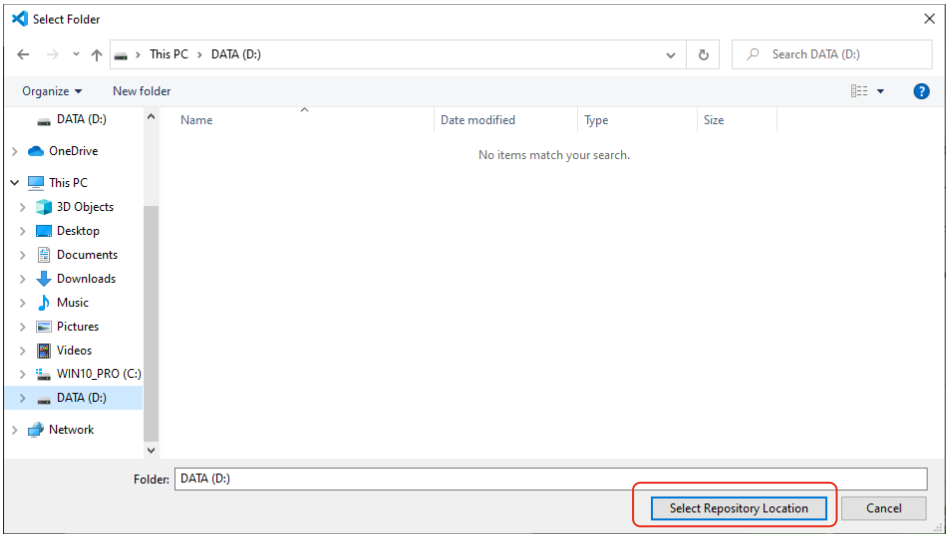 Select Folder
This PC > DATA (D:)
Search DATA (D:)
Organize
New folder
Name
Date modified
Type
Size
No items match your search.
DATA (D:)
OneDrive
This PC
3D Objects
Desktop
Documents
Downloads
Music
Pictures
Videos
WIN10_PRO (C:)
DATA (D:)
Network
Folder: DATA (D:)
Select Repository Location
Cancel